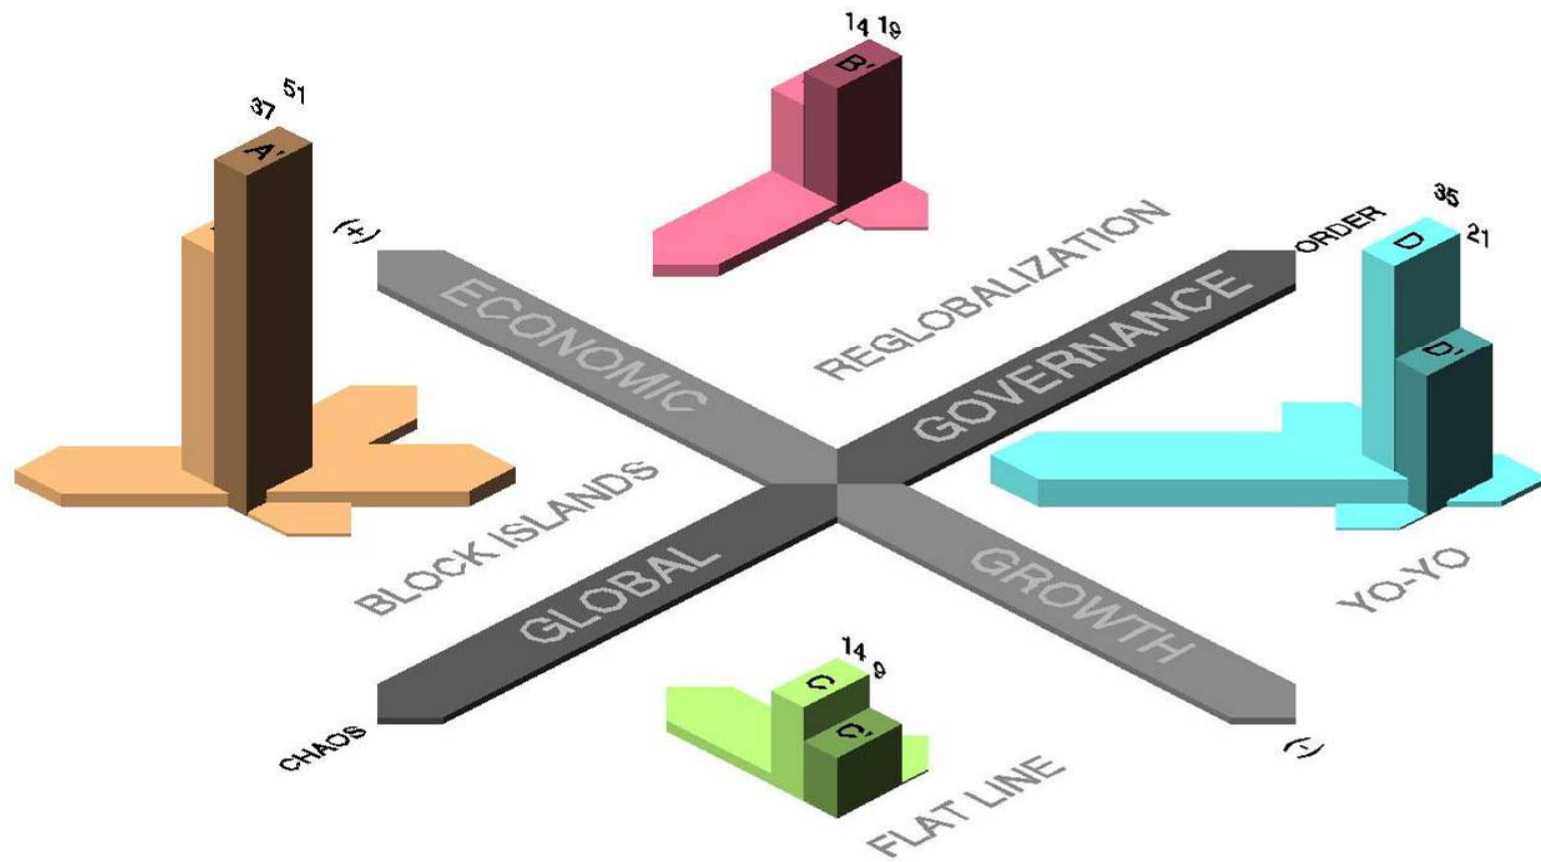 14 19
B'
37 51
A'
(+)
ORDER
35
21
D
D'
ECONOMIC
REGLOBALIZATION
GOVERNANCE
BLOCK ISLANDS
GLOBAL
GROWTH
YO-YO
14 9
C
C'
CHAOS
(-)
FLAT LINE